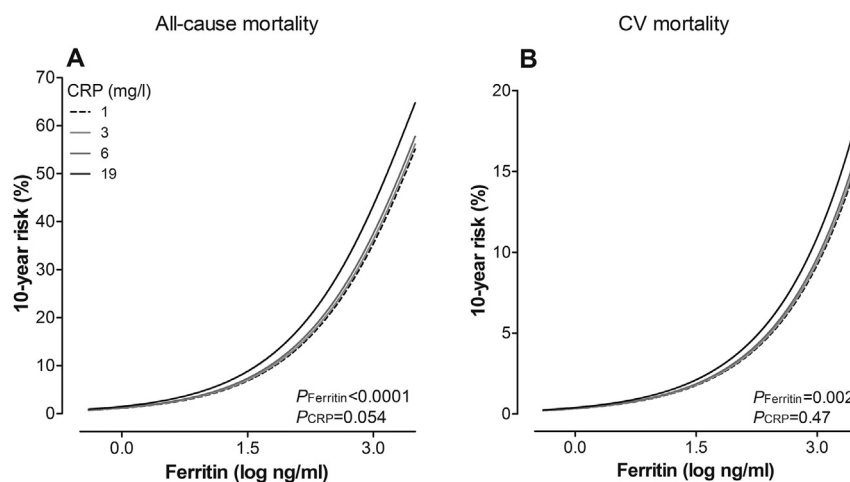 All-cause mortality
A
CRP (mg/l)
1
3
6
19
70
60
50
40
30
20
10
0
10-year risk (%)
PFerritin<0.0001
PCRP=0.054
0.0 1.5 3.0
Ferritin (log ng/ml)
CV mortality
B
20
15
10
5
0
10-year risk (%)
PFerritin=0.002
PCRP=0.47
0.0 1.5 3.0
Ferritin (log ng/ml)